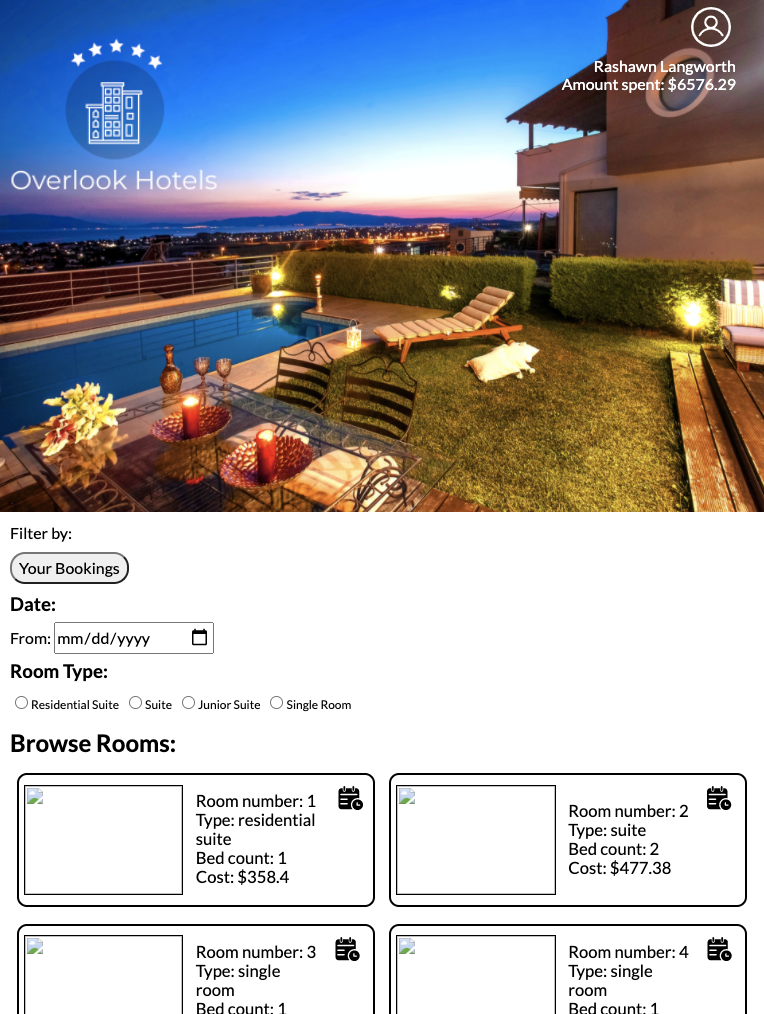 Rashawn Langworth
Amount spent: $6576.29
Overlook Hotels
Filter by:
Your Bookings
Date:
From: mm/dd/yyyy
Room Type:
Residential Suite Suite Junior Suite Single Room
Browse Rooms:
Room number: 1
Type: residential
suite
Bed count: 1
Cost: $358.4
Room number: 2
Type: suite
Bed count: 2
Cost: $477.38
Room number: 3
Type: single
room
Bed count: 1
Room number: 4
Type: single
room
Bed count: 1